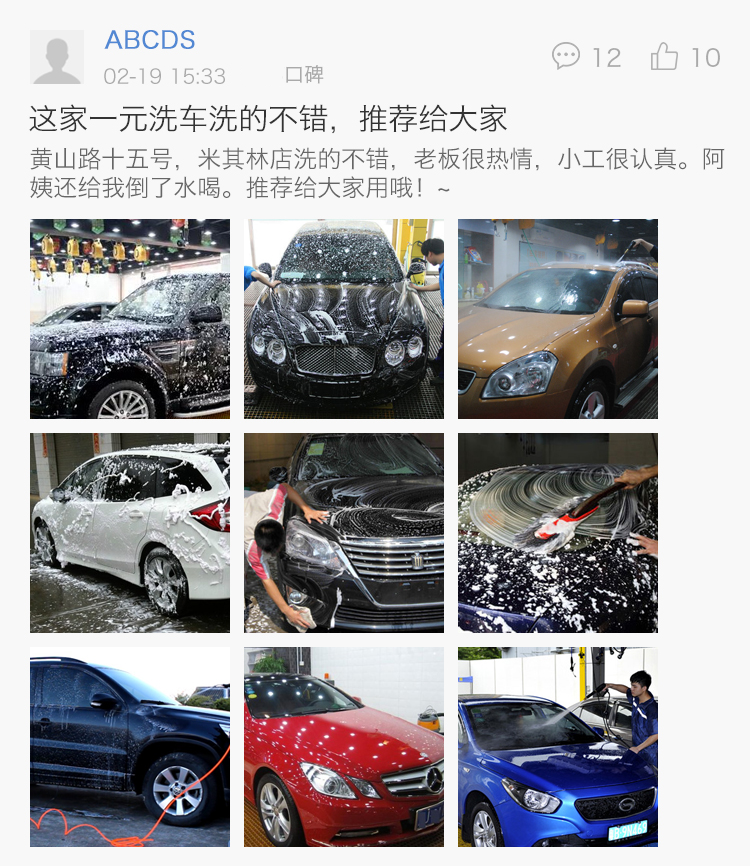 ABCDS
02-19 15:33 口碑
12 10
这家一元洗车洗的不错，推荐给大家
黄山路十五号，米其林店洗的不错，老板很热情，小工很认真。阿
姨还给我倒了水喝。推荐给大家用哦！~